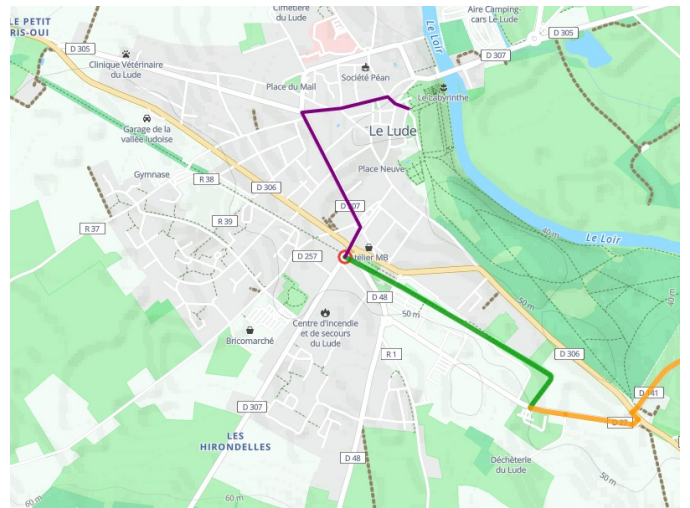 Cimetière
du Lude
Aire Camping-
cars Le Lude
LE PETIT
RIS-OUI
D 305
D 305
D 307
Clinique Vétérinaire
du Lude
Le Loir
Société Péan
Place du Mail
Le Labyrinthe
Garage de la
vallée ludoise
Le Lude
Gymnase
Place Neuve
R 38
D 306
R 37
R 39
D 307
Le Loir
40 m
D 257
Atelier MB
50 m
40 m
D 48
50 m
Centre d'incendie
et de secours
du Lude
Bricomarché
R 1
D 306
D 141
D 307
LES
HIRONDELLES
D 48
Déchèterie
du Lude
50 m
60 m
60 m